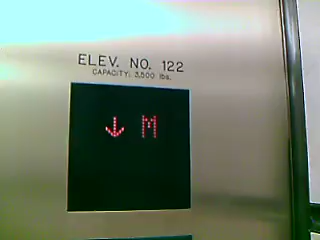 ELEV. NO. 122
CAPACITY: 3,500 lbs.
↓ M